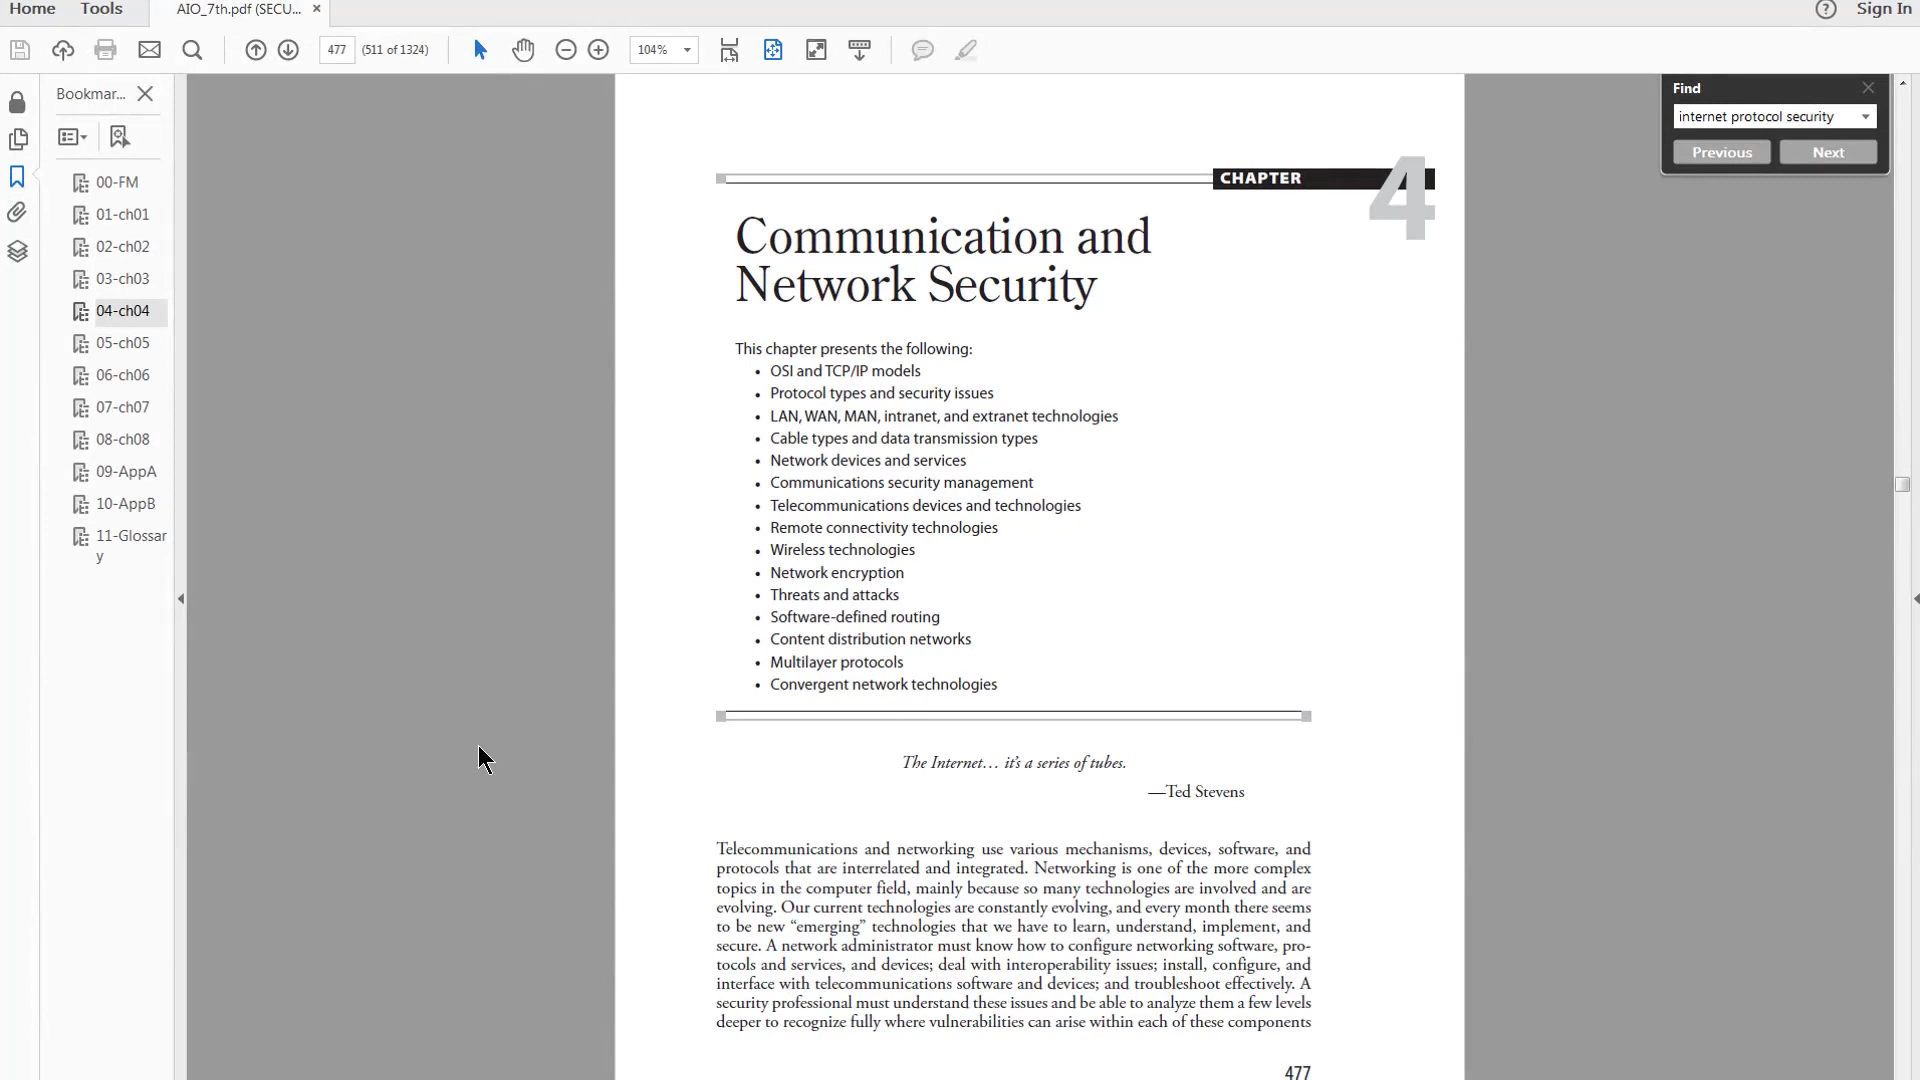 Home Tools AIO_7th.pdf (SECU... × Sign In
477 (511 of 1324) 104%
Bookmar...
Find
internet protocol security
Previous Next
00-FM
01-ch01
02-ch02
03-ch03
04-ch04
05-ch05
06-ch06
07-ch07
08-ch08
09-AppA
10-AppB
11-Glossar
y
CHAPTER 4
Communication and
Network Security
This chapter presents the following:
• OSI and TCP/IP models
• Protocol types and security issues
• LAN, WAN, MAN, intranet, and extranet technologies
• Cable types and data transmission types
• Network devices and services
• Communications security management
• Telecommunications devices and technologies
• Remote connectivity technologies
• Wireless technologies
• Network encryption
• Threats and attacks
• Software-defined routing
• Content distribution networks
• Multilayer protocols
• Convergent network technologies
The Internet… it's a series of tubes.
—Ted Stevens
Telecommunications and networking use various mechanisms, devices, software, and
protocols that are interrelated and integrated. Networking is one of the more complex
topics in the computer field, mainly because so many technologies are involved and are
evolving. Our current technologies are constantly evolving, and every month there seems
to be new “emerging” technologies that we have to learn, understand, implement, and
secure. A network administrator must know how to configure networking software, pro-
tocols and services, and devices; deal with interoperability issues; install, configure, and
interface with telecommunications software and devices; and troubleshoot effectively. A
security professional must understand these issues and be able to analyze them a few levels
deeper to recognize fully where vulnerabilities can arise within each of these components
477